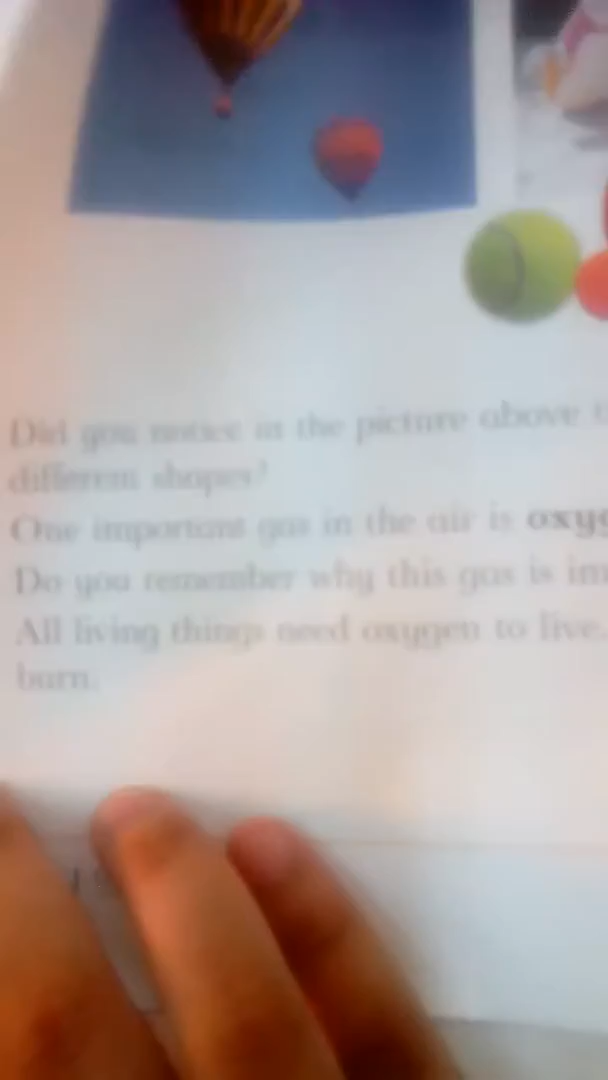 Did you notice in the picture above
different shapes?
One important gas in the air is oxyg
Do you remember why this gas is im
All living things need oxygen to live.
burn.